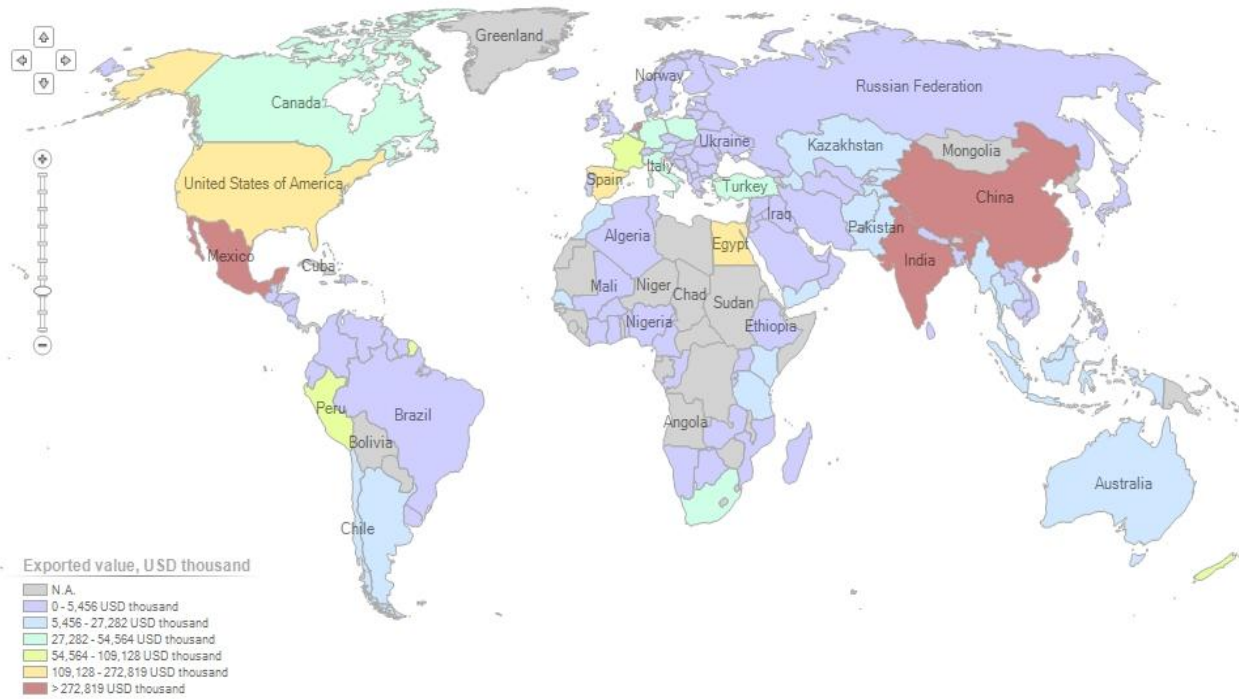 Greenland
Norway
Russian Federation
Canada
Ukraine
Kazakhstan
Mongolia
Italy
United States of America
Spain
Turkey
China
Iraq
Pakistan
Algeria
Egypt
Mexico
India
Cuba
Mali
Niger
Chad
Sudan
Nigeria
Ethiopia
Peru
Brazil
Angola
Bolivia
Australia
Chile
Exported value, USD thousand
N.A.
0 - 5,456 USD thousand
5,456 - 27,282 USD thousand
27,282 - 54,564 USD thousand
54,564 - 109,128 USD thousand
109,128 - 272,819 USD thousand
> 272,819 USD thousand